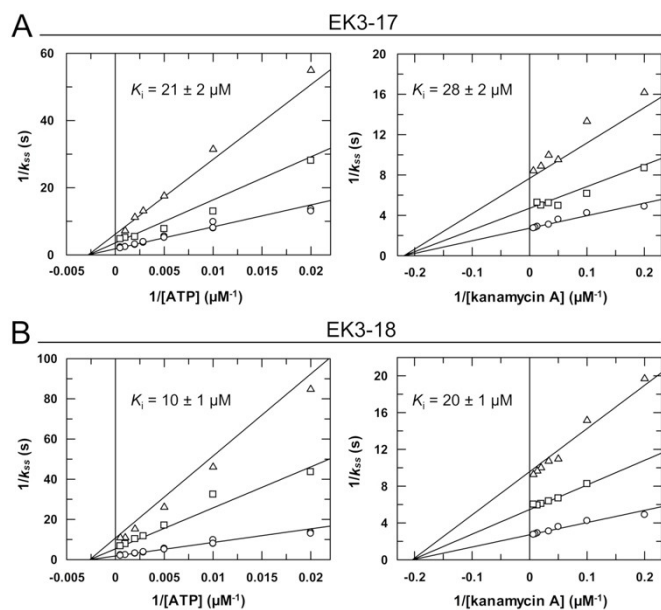 A
EK3-17
60
40
20
0
Ki = 21 ± 2 µM
1/kss (s)
-0.005
0
0.005
0.01
0.015
0.02
1/[ATP] (µM-1)
20
16
12
8
4
0
Ki = 28 ± 2 µM
1/kss (s)
-0.2
-0.1
0
0.1
0.2
1/[kanamycin A] (µM-1)
B
EK3-18
100
80
60
40
20
0
Ki = 10 ± 1 µM
1/kss (s)
-0.005
0
0.005
0.01
0.015
0.02
1/[ATP] (µM-1)
20
16
12
8
4
0
Ki = 20 ± 1 µM
1/kss (s)
-0.2
-0.1
0
0.1
0.2
1/[kanamycin A] (µM-1)